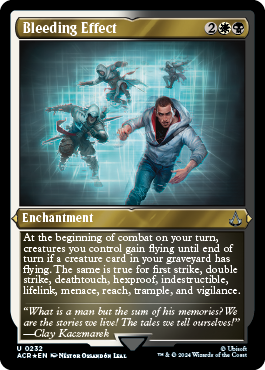 Bleeding Effect 2
Enchantment
At the beginning of combat on your turn,
creatures you control gain flying until end of
turn if a creature card in your graveyard has
flying. The same is true for first strike, double
strike, deathtouch, hexproof, indestructible,
lifelink, menace, reach, trample, and vigilance.
"What is a man but the sum of his memories? We
are the stories we live! The tales we tell ourselves!"
—Clay Kaczmarek
U 0232 © Ubisoft
ACR★EN Néstor Ossandón Leal ™ & © 2024 Wizards of the Coast